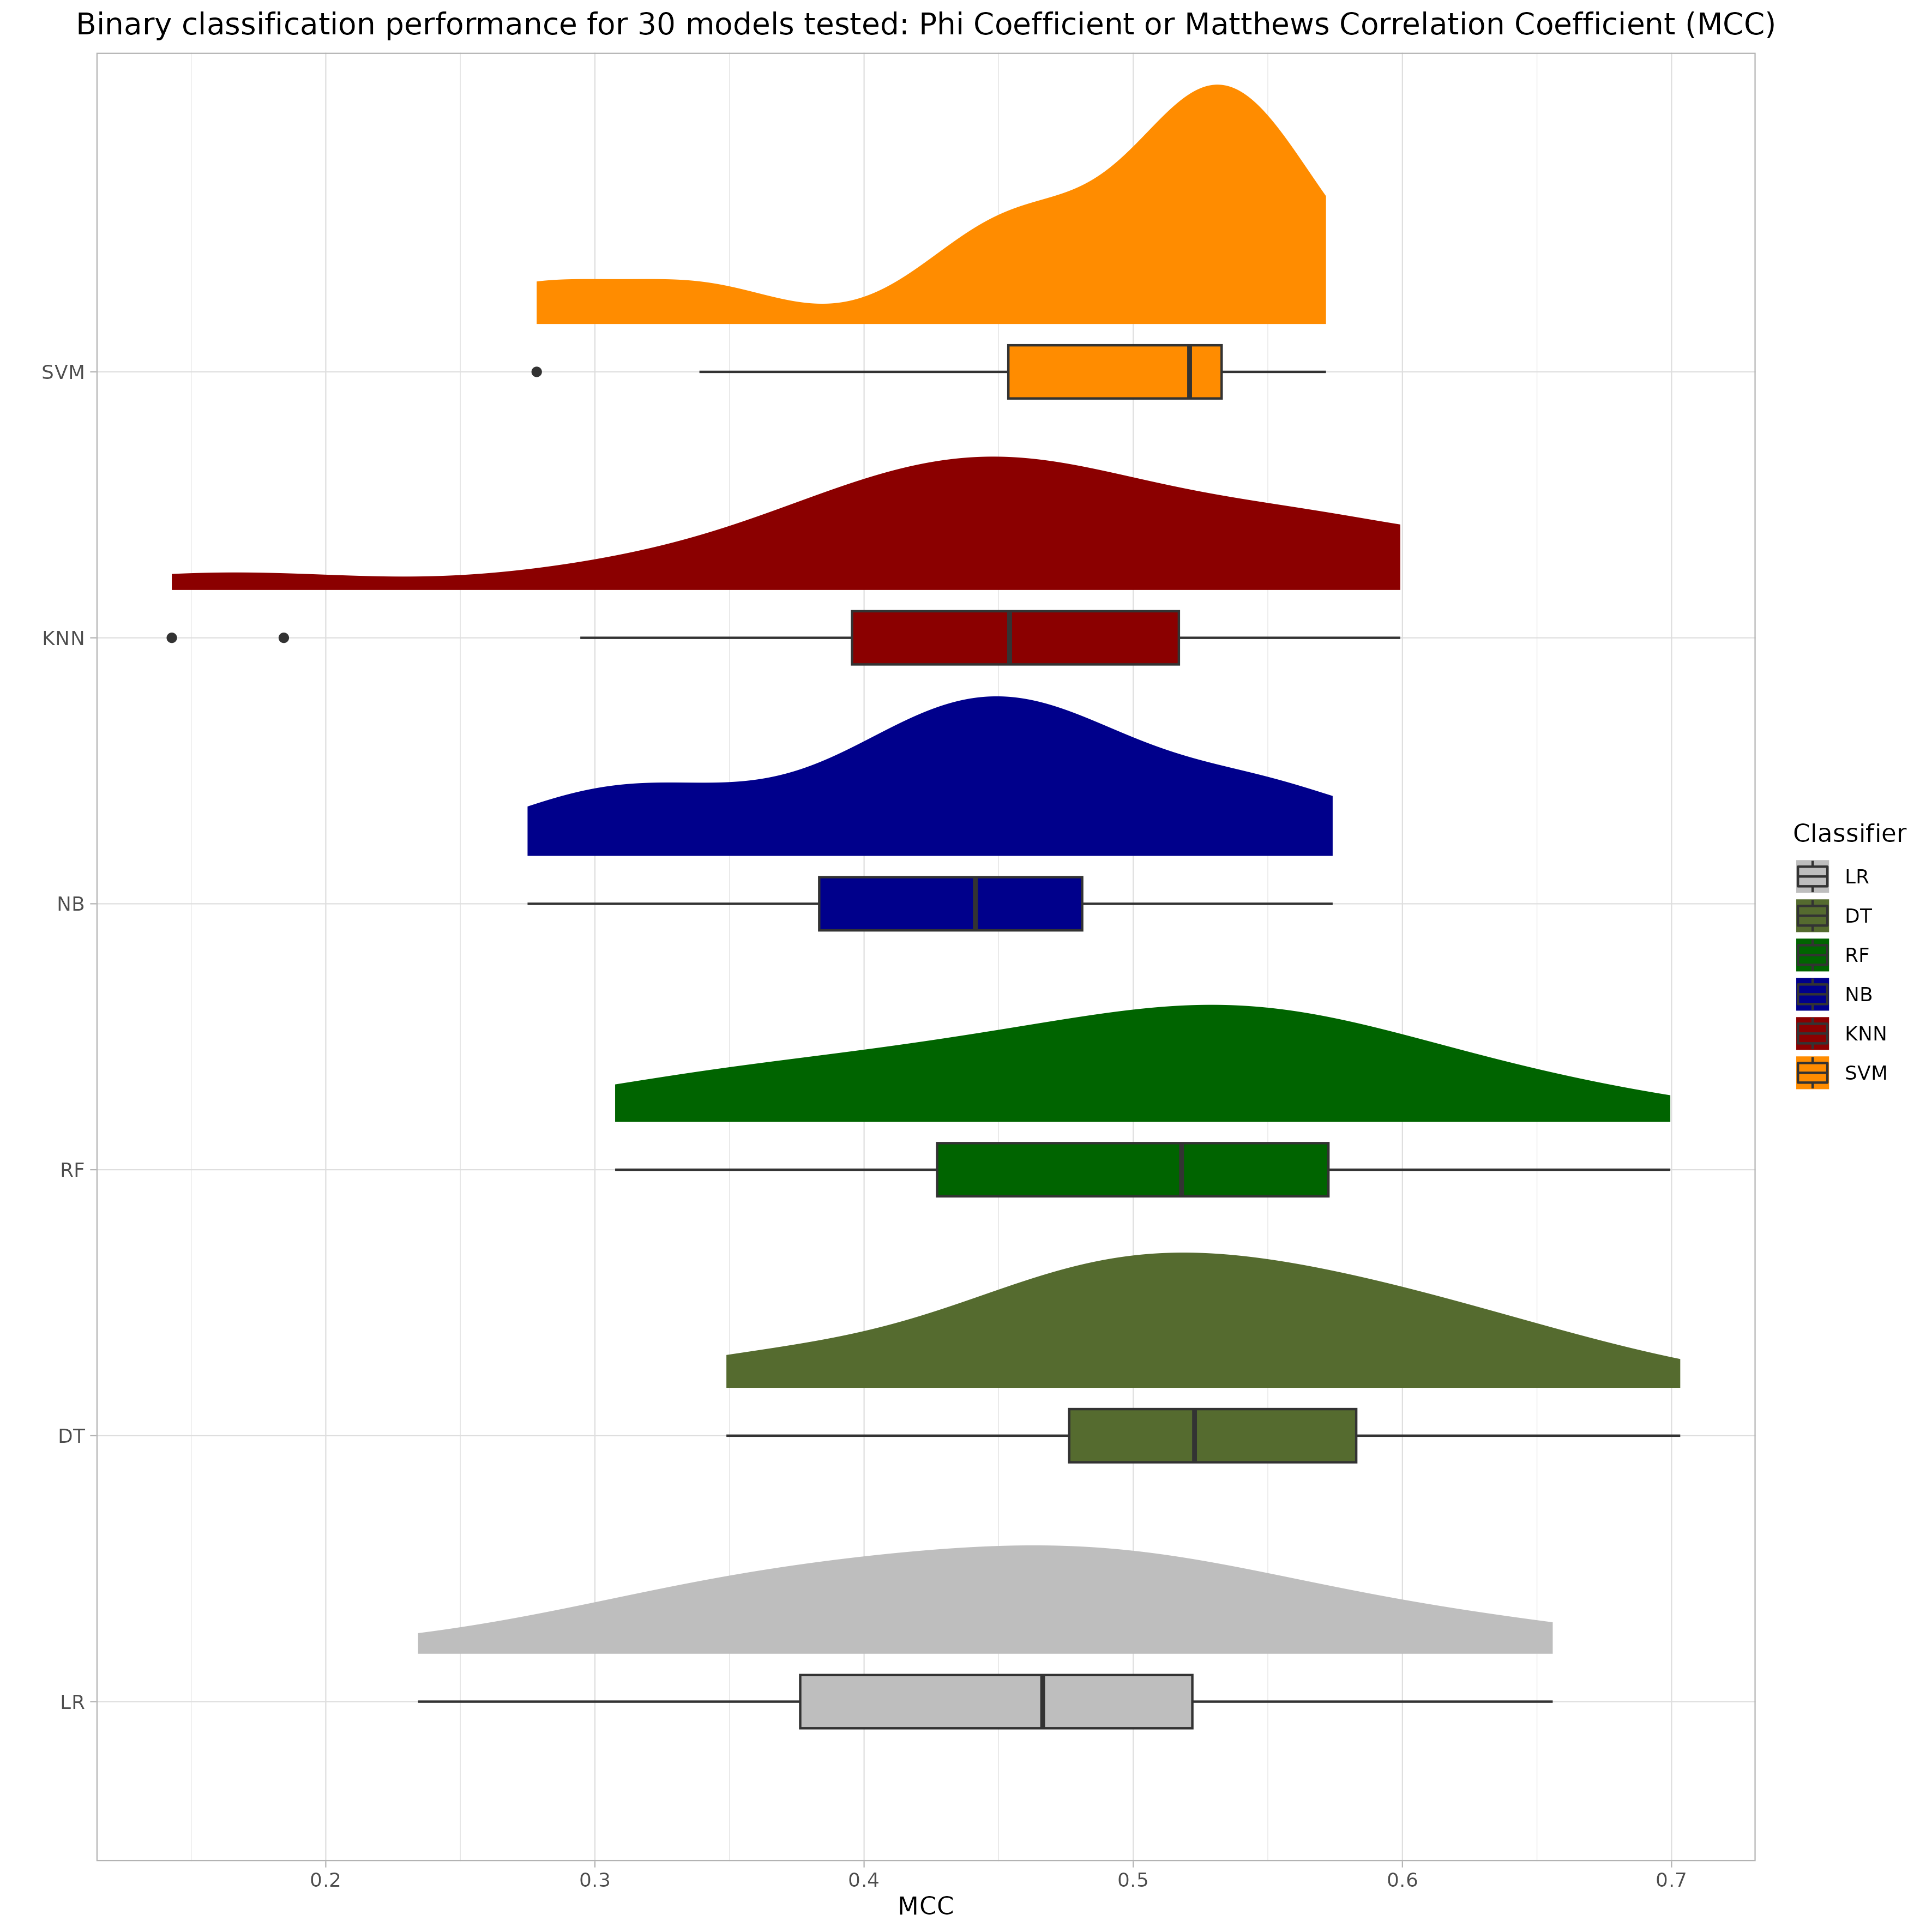 Binary classification performance for 30 models tested: Phi Coefficient or Matthews Correlation Coefficient (MCC)
SVM
KNN
NB
RF
DT
LR
0.2 0.3 0.4 0.5 0.6 0.7
MCC
Classifier
LR
DT
RF
NB
KNN
SVM